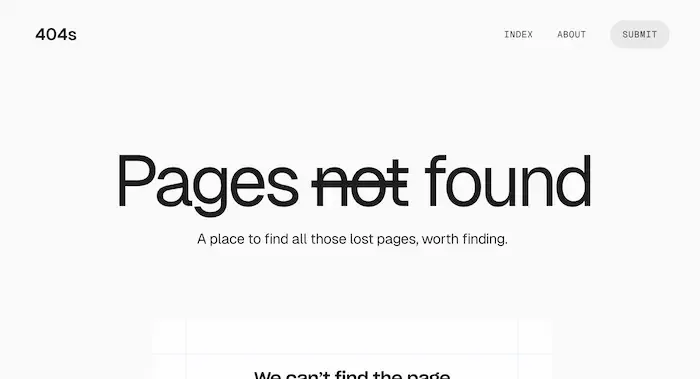 404s
INDEX ABOUT SUBMIT
Pages not found
A place to find all those lost pages, worth finding.
We can't find the page